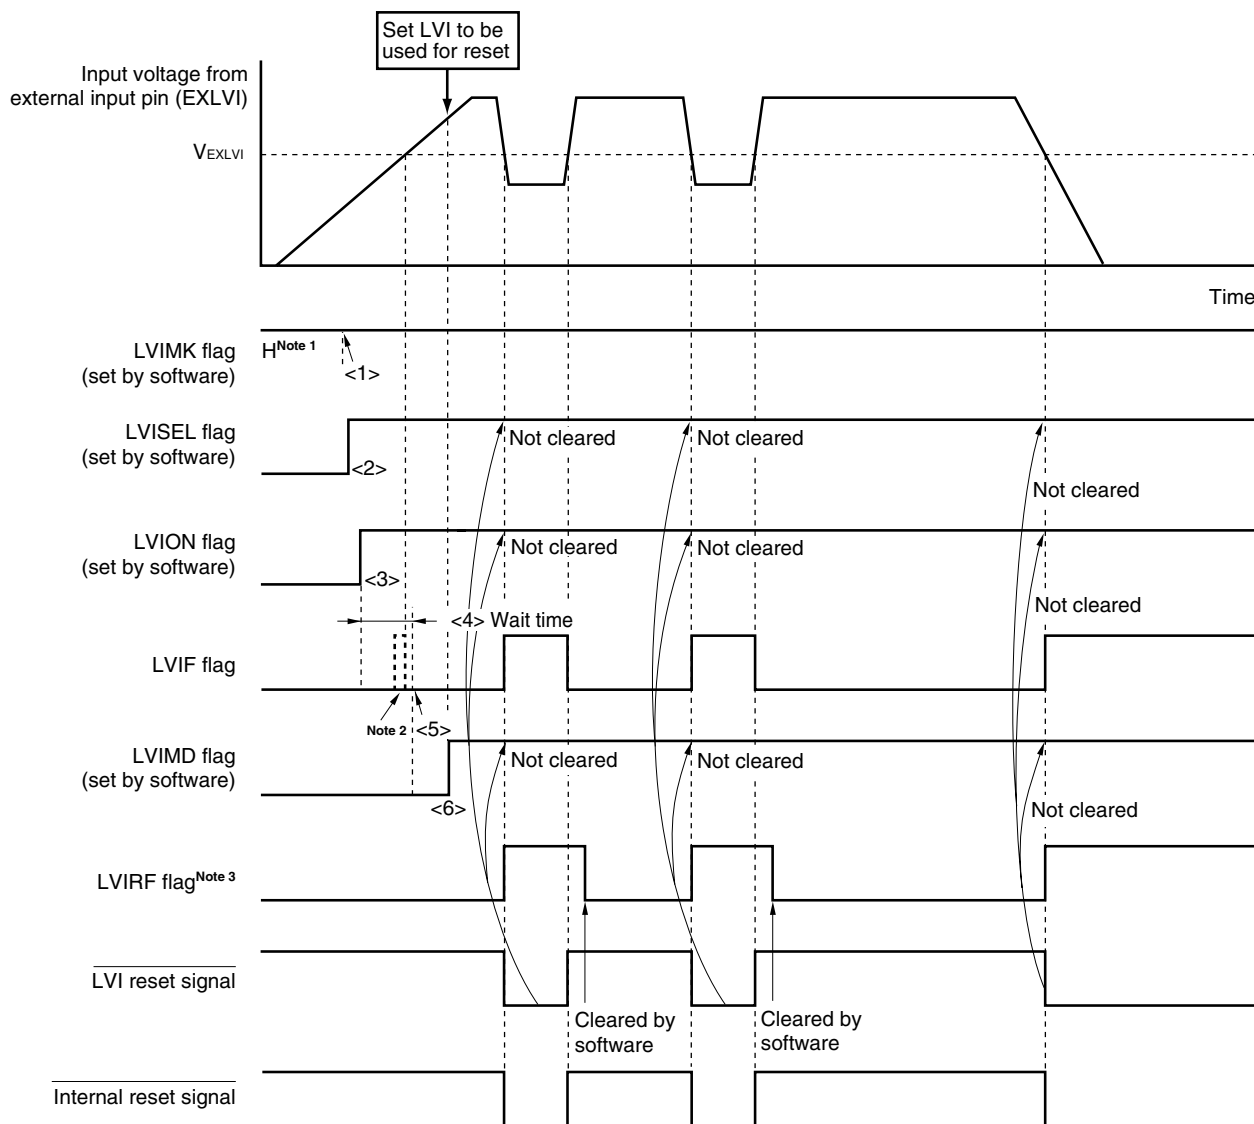 Set LVI to be
used for reset
Input voltage from
external input pin (EXLVI)
VEXLVI
Time
LVIMK flag
(set by software)
H Note 1
<1>
LVISEL flag
(set by software)
<2>
Not cleared
Not cleared
Not cleared
LVION flag
(set by software)
<3>
Not cleared
Not cleared
Not cleared
<4> Wait time
LVIF flag
Note 2
<5>
LVIMD flag
(set by software)
<6>
Not cleared
Not cleared
Not cleared
LVIRF flag Note 3
LVI reset signal
Cleared by
software
Cleared by
software
Internal reset signal